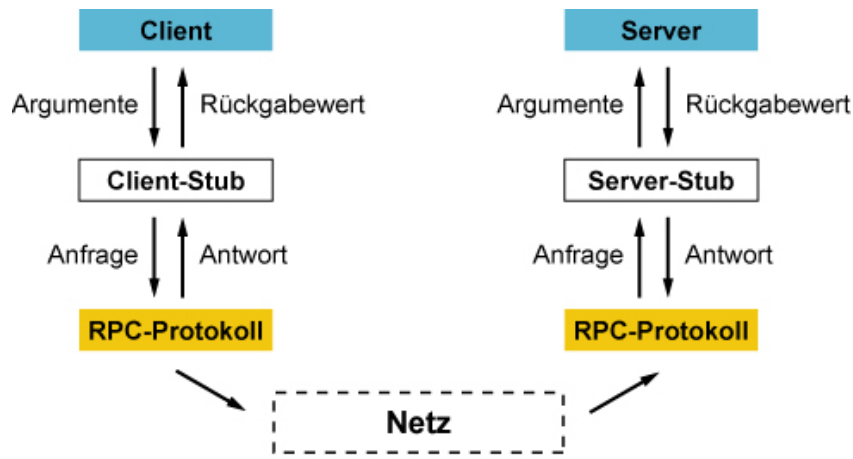 Client
Server
Argumente
Rückgabewert
Argumente
Rückgabewert
Client-Stub
Server-Stub
Anfrage
Antwort
Anfrage
Antwort
RPC-Protokoll
RPC-Protokoll
Netz